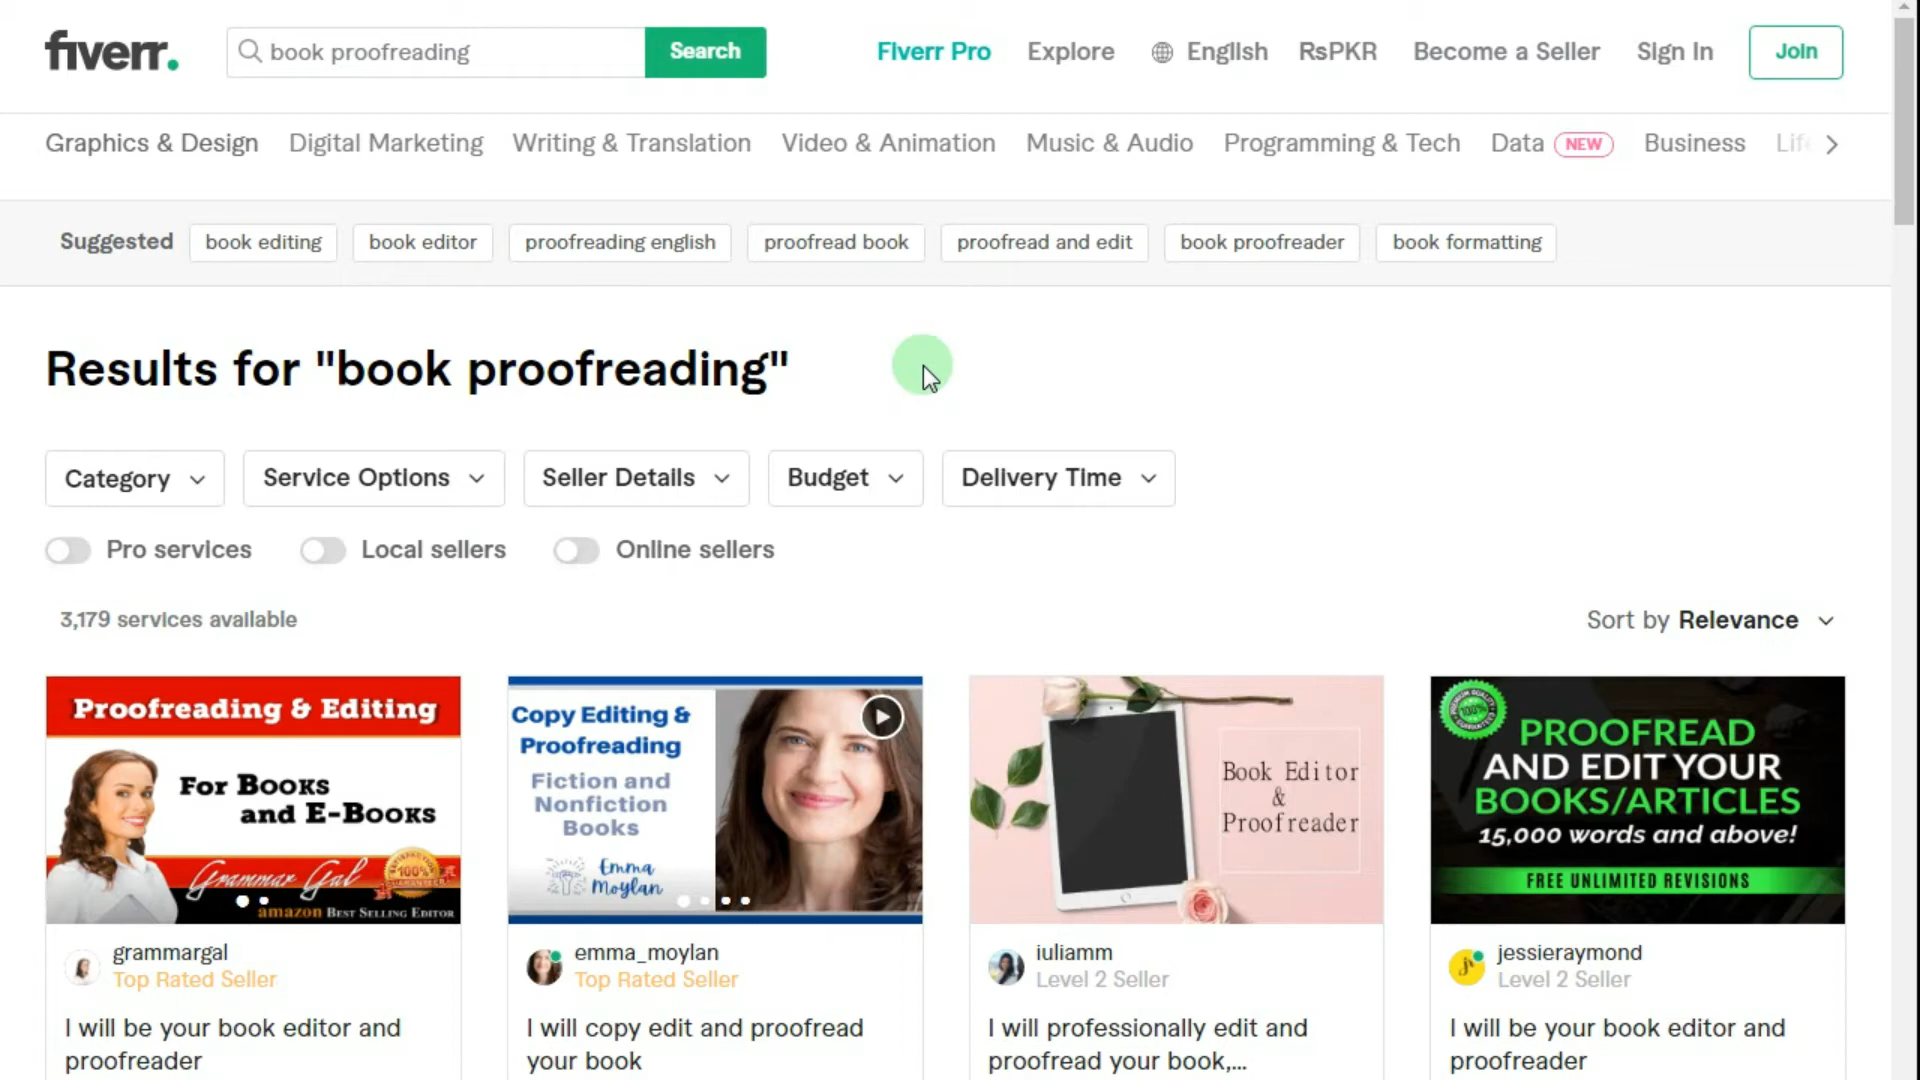 fiverr.
book proofreading
Search
Fiverr Pro
Explore
English
RsPKR
Become a Seller
Sign In
Join
Graphics & Design
Digital Marketing
Writing & Translation
Video & Animation
Music & Audio
Programming & Tech
Data NEW
Business
Suggested
book editing
book editor
proofreading english
proofread book
proofread and edit
book proofreader
book formatting
Results for "book proofreading"
Category
Service Options
Seller Details
Budget
Delivery Time
Pro services
Local sellers
Online sellers
3,179 services available
Sort by Relevance
Proofreading & Editing
For Books
and E-Books
Grammar Gal
100%
amazon Best Selling Editor
grammargal
Top Rated Seller
I will be your book editor and
proofreader
Copy Editing &
Proofreading
Fiction and
Nonfiction
Books
Emma
Moylan
emma_moylan
Top Rated Seller
I will copy edit and proofread
your book
Book Editor
&
Proofreader
iuliamm
Level 2 Seller
I will professionally edit and
proofread your book,...
100%
PROOFREAD
AND EDIT YOUR
BOOKS/ARTICLES
15,000 words and above!
FREE UNLIMITED REVISIONS
jessieraymond
Level 2 Seller
I will be your book editor and
proofreader